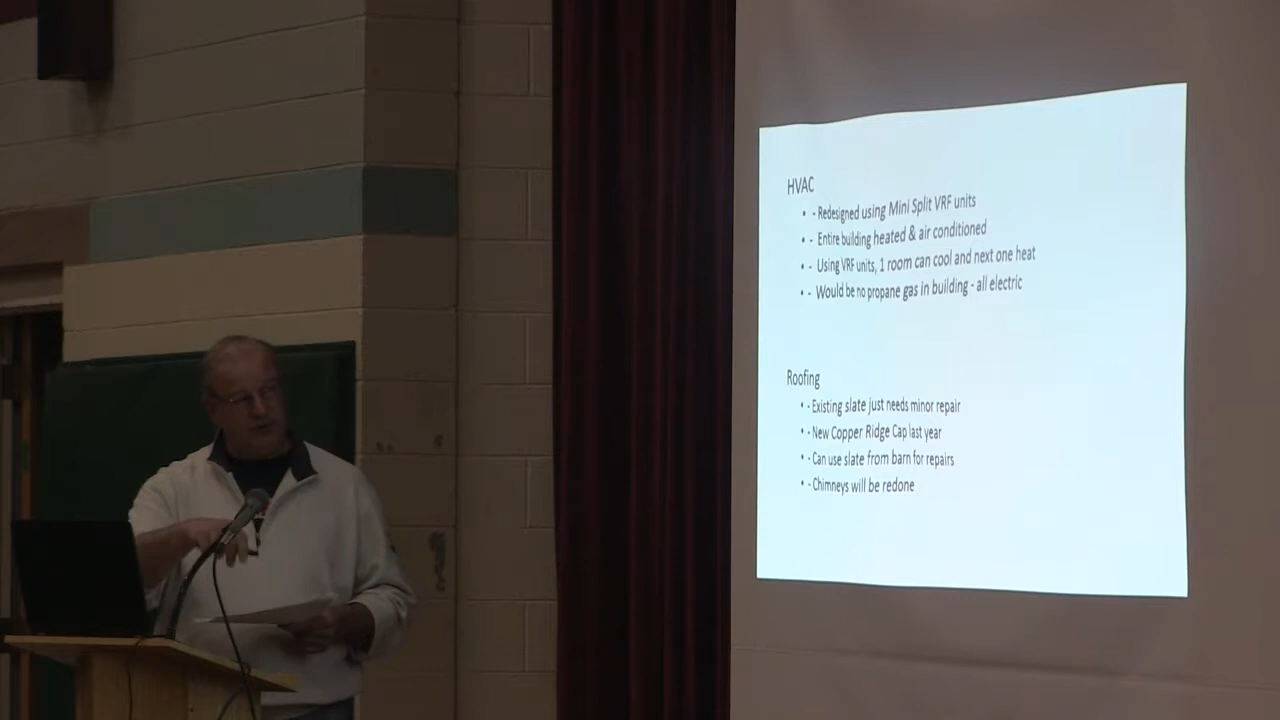 HVAC
• - Redesigned using Mini Split VRF units
• - Entire building heated & air conditioned
• - Using VRF units, 1 room can cool and next one heat
• - Would be no propane gas in building - all electric
Roofing
• - Existing slate just needs minor repair
• - New Copper Ridge Cap last year
• - Can use slate from barn for repairs
• - Chimneys will be redone